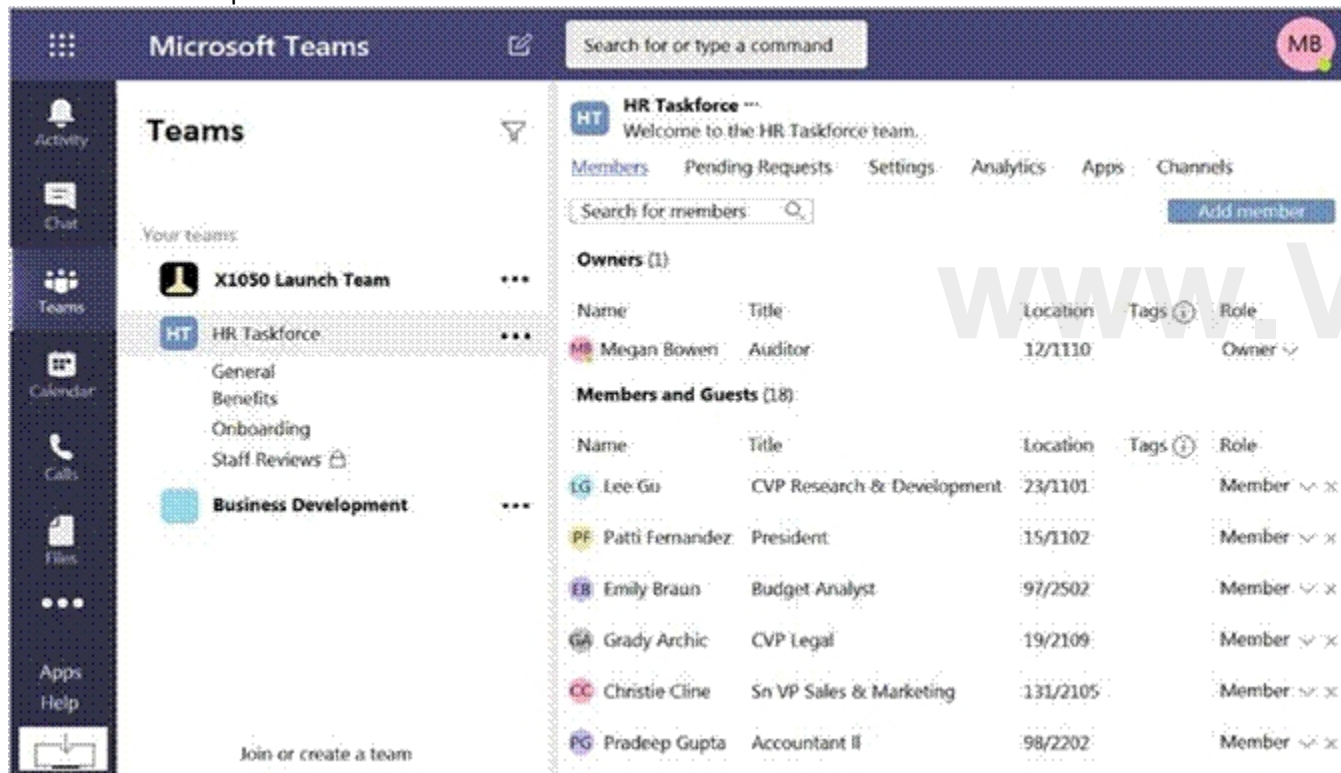 Microsoft Teams
Search for or type a command
MB
Activity
Chat
Teams
Calendar
Calls
Files
Apps
Help
Teams
Your teams
X1050 Launch Team
HT HR Taskforce
General
Benefits
Onboarding
Staff Reviews
Business Development
Join or create a team
HT
HR Taskforce ...
Welcome to the HR Taskforce team.
Members Pending Requests Settings Analytics Apps Channels
Search for members
Add member
Owners (1)
Name Title Location Tags Role
MB Megan Bowen Auditor 12/1110 Owner
Members and Guests (18)
Name Title Location Tags Role
LG Lee Gu CVP Research & Development 23/1101 Member
PF Patti Fernandez President 15/1102 Member
EB Emily Braun Budget Analyst 97/2502 Member
GA Grady Archic CVP Legal 19/2109 Member
CC Christie Cline Sn VP Sales & Marketing 131/2105 Member
PG Pradeep Gupta Accountant II 98/2202 Member
www.V